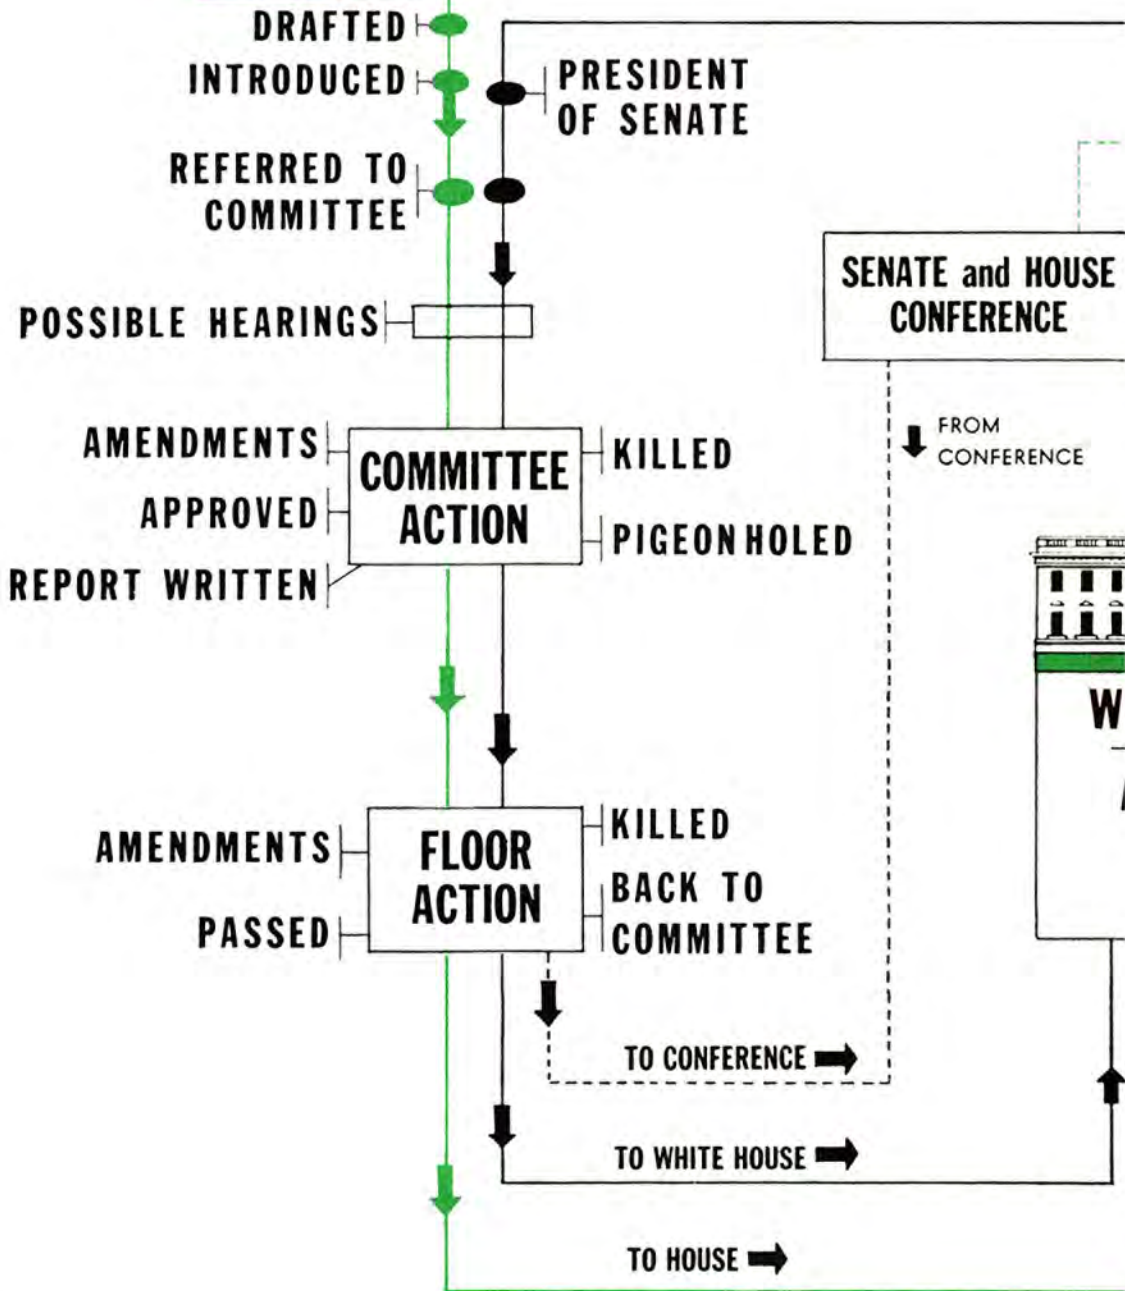 DRAFTED
INTRODUCED
PRESIDENT
OF SENATE
REFERRED TO
COMMITTEE
SENATE and HOUSE
CONFERENCE
POSSIBLE HEARINGS
FROM
CONFERENCE
AMENDMENTS
APPROVED
REPORT WRITTEN
COMMITTEE
ACTION
KILLED
PIGEONHOLED
W
AMENDMENTS
PASSED
FLOOR
ACTION
KILLED
BACK TO
COMMITTEE
TO CONFERENCE
TO WHITE HOUSE
TO HOUSE